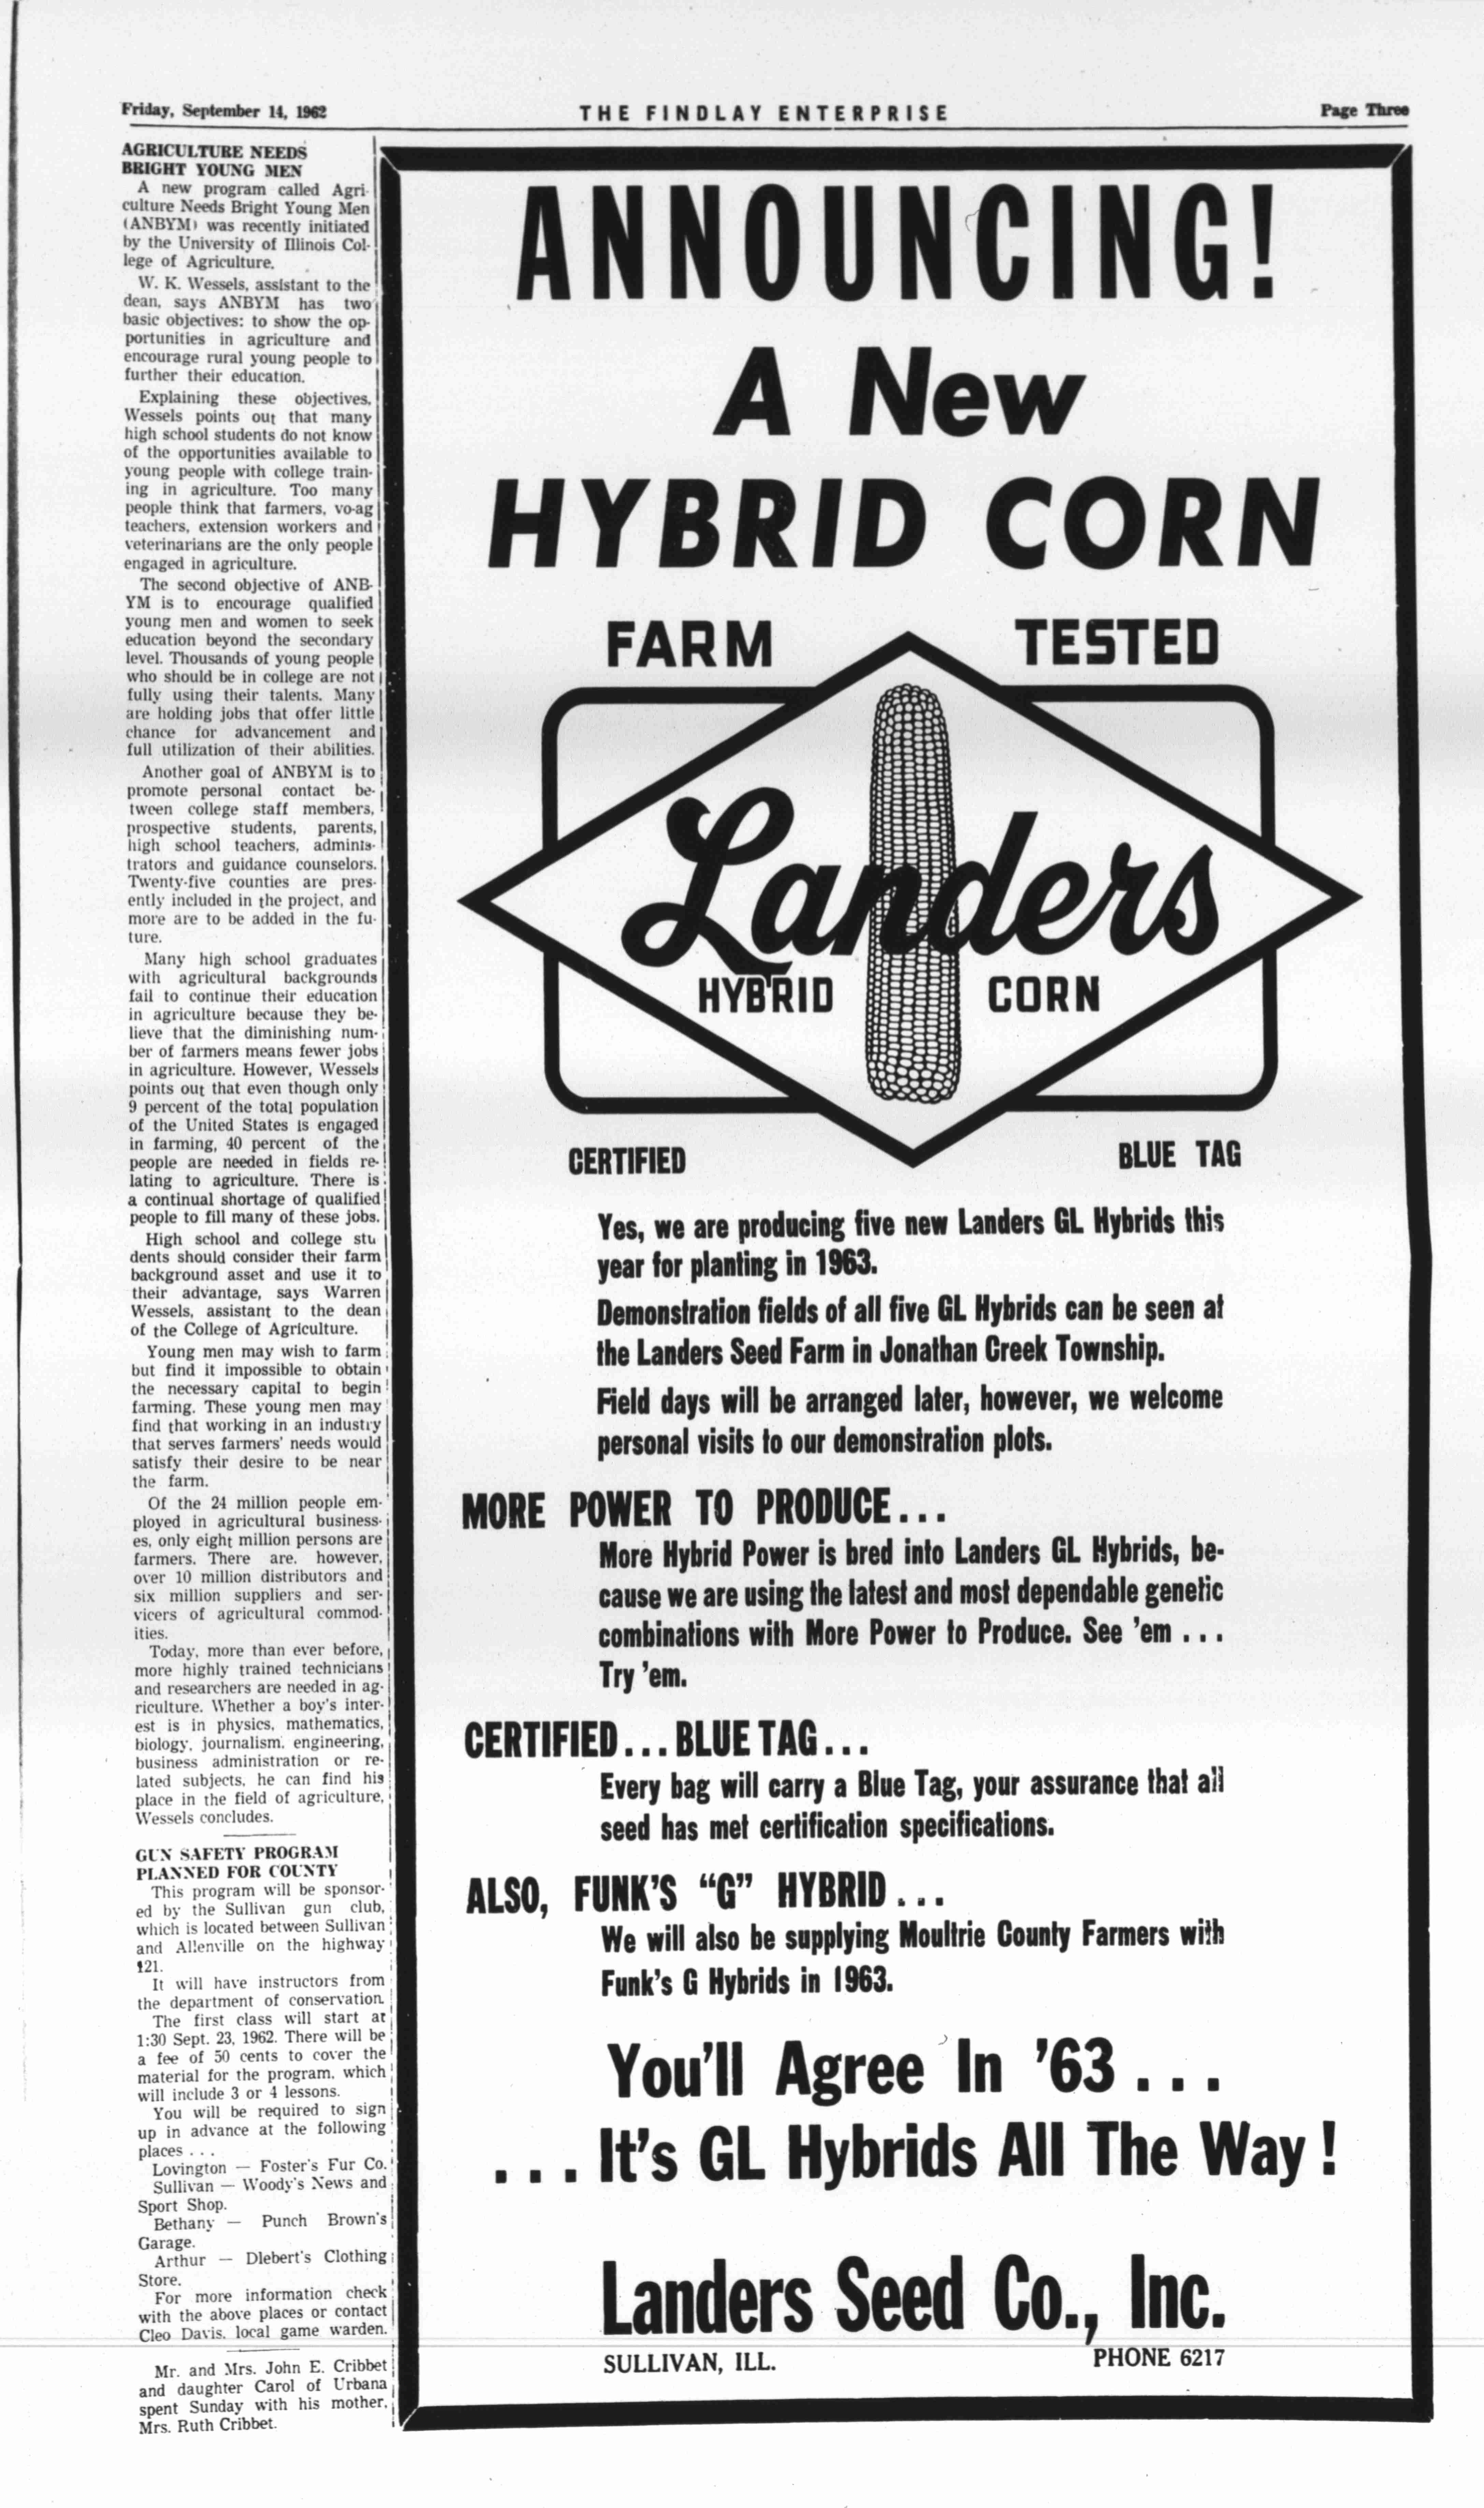 Friday, September 14, 1962
THE FINDLAY ENTERPRISE
Page Three
AGRICULTURE NEEDS
BRIGHT YOUNG MEN
A new program called Agri-
culture Needs Bright Young Men
(ANBYM) was recently initiated
by the University of Illinois Col-
lege of Agriculture.
W. K. Wessels, assistant to the
dean, says ANBYM has two
basic objectives: to show the op-
portunities in agriculture and
encourage rural young people to
further their education.
Explaining these objectives,
Wessels points out that many
high school students do not know
of the opportunities available to
young people with college train-
ing in agriculture. Too many
people think that farmers, vo-ag
teachers, extension workers and
veterinarians are the only people
engaged in agriculture.
The second objective of ANB-
YM is to encourage qualified
young men and women to seek
education beyond the secondary
level. Thousands of young people
who should be in college are not
fully using their talents. Many
are holding jobs that offer little
chance for advancement and
full utilization of their abilities.
Another goal of ANBYM is to
promote personal contact be-
tween college staff members,
prospective students, parents,
high school teachers, adminis-
trators and guidance counselors.
Twenty-five counties are pres-
ently included in the project, and
more are to be added in the fu-
ture.
Many high school graduates
with agricultural backgrounds
fail to continue their education
in agriculture because they be-
lieve that the diminishing num-
ber of farmers means fewer jobs
in agriculture. However, Wessels
points out that even though only
9 percent of the total population
of the United States is engaged
in farming, 40 percent of the
people are needed in fields re-
lating to agriculture. There is
a continual shortage of qualified
people to fill many of these jobs.
High school and college stu
dents should consider their farm
background asset and use it to
their advantage, says Warren
Wessels, assistant to the dean
of the College of Agriculture.
Young men may wish to farm
but find it impossible to obtain
the necessary capital to begin
farming. These young men may
find that working in an industry
that serves farmers' needs would
satisfy their desire to be near
the farm.
Of the 24 million people em-
ployed in agricultural business-
es, only eight million persons are
farmers. There are, however,
over 10 million distributors and
six million suppliers and ser-
vicers of agricultural commod-
ities.
Today, more than ever before,
more highly trained technicians
and researchers are needed in ag-
riculture. Whether a boy's inter-
est is in physics, mathematics,
biology, journalism, engineering,
business administration or re-
lated subjects, he can find his
place in the field of agriculture,
Wessels concludes.
GUN SAFETY PROGRAM
PLANNED FOR COUNTY
This program will be sponsor-
ed by the Sullivan gun club,
which is located between Sullivan
and Allenville on the highway
121.
It will have instructors from
the department of conservation.
The first class will start at
1:30 Sept. 23, 1962. There will be
a fee of 50 cents to cover the
material for the program, which
will include 3 or 4 lessons.
You will be required to sign
up in advance at the following
places . . .
Lovington — Foster's Fur Co.
Sullivan — Woody's News and
Sport Shop.
Bethany — Punch Brown's
Garage.
Arthur — Dlebert's Clothing
Store.
For more information check
with the above places or contact
Cleo Davis, local game warden.
Mr. and Mrs. John E. Cribbet
and daughter Carol of Urbana
spent Sunday with his mother,
Mrs. Ruth Cribbet.
ANNOUNCING!
A New
HYBRID CORN
FARM TESTED
Landers
HYBRID CORN
CERTIFIED BLUE TAG
Yes, we are producing five new Landers GL Hybrids this
year for planting in 1963.
Demonstration fields of all five GL Hybrids can be seen at
the Landers Seed Farm in Jonathan Creek Township.
Field days will be arranged later, however, we welcome
personal visits to our demonstration plots.
MORE POWER TO PRODUCE...
More Hybrid Power is bred into Landers GL Hybrids, be-
cause we are using the latest and most dependable genetic
combinations with More Power to Produce. See 'em . . .
Try 'em.
CERTIFIED...BLUE TAG...
Every bag will carry a Blue Tag, your assurance that all
seed has met certification specifications.
ALSO, FUNK'S "G" HYBRID...
We will also be supplying Moultrie County Farmers with
Funk's G Hybrids in 1963.
You'll Agree In '63...
...It's GL Hybrids All The Way!
Landers Seed Co., Inc.
SULLIVAN, ILL. PHONE 6217